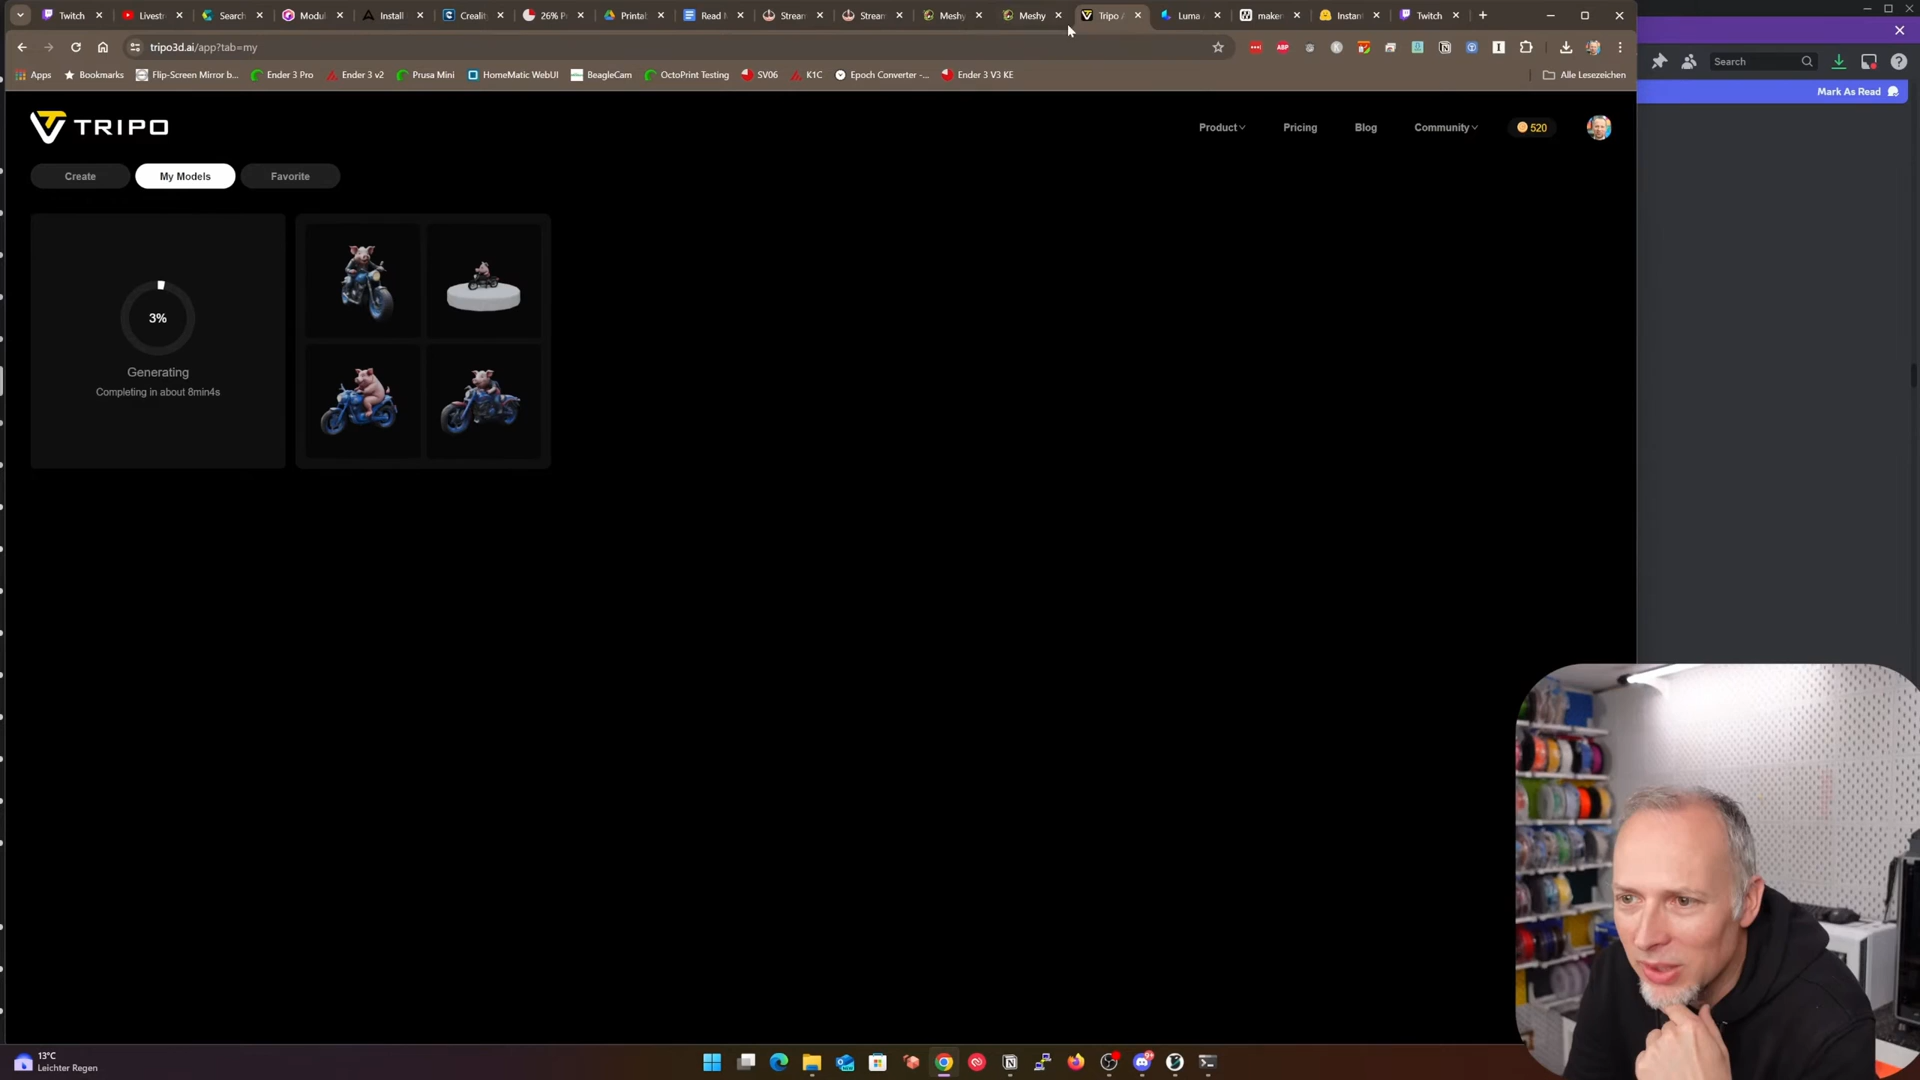 Twitch
Livestr
Search
Modul
Install
Creality
26% P
Printal
Read
Stream
Stream
Meshy
Meshy
Tripo A
Luma
maker
Instan
Twitch
tripo3d.ai/app?tab=my
ABP
Search
Apps
Bookmarks
Flip-Screen Mirror b...
Ender 3 Pro
Ender 3 v2
Prusa Mini
HomeMatic WebUI
BeagleCam
OctoPrint Testing
SV06
K1C
Epoch Converter -...
Ender 3 V3 KE
Alle Lesezeichen
Mark As Read
TRIPO
Product
Pricing
Blog
Community
520
Create
My Models
Favorite
3%
Generating
Completing in about 8min4s
13°C
Leichter Regen